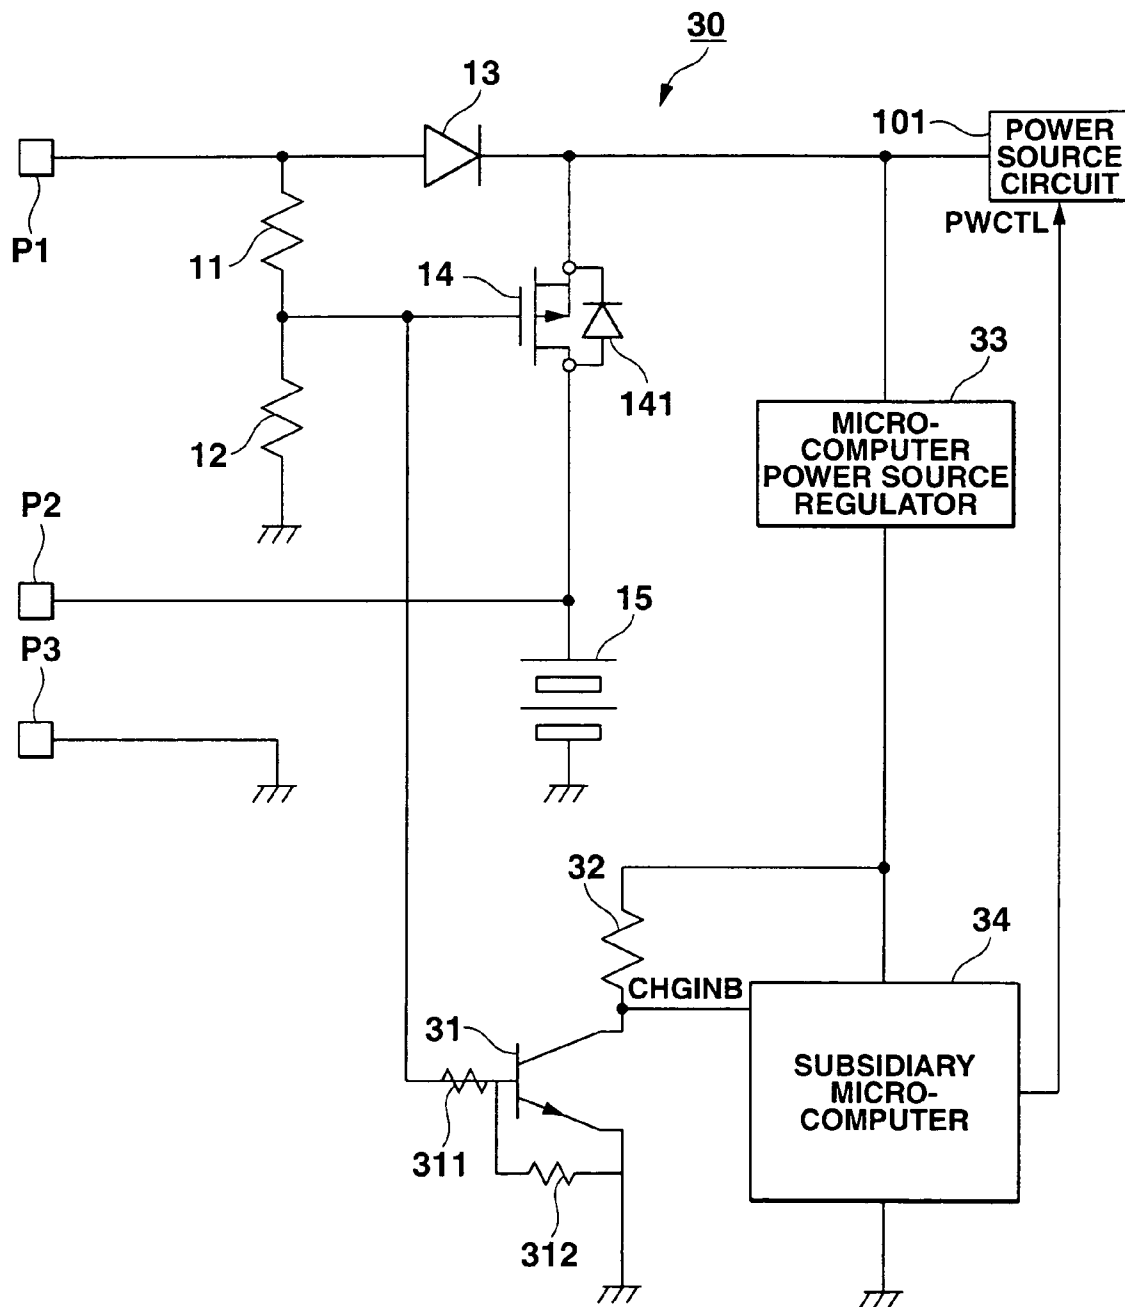 30
13
101
POWER
SOURCE
CIRCUIT
P1
PWCTL
11
14
33
141
MICRO-
COMPUTER
POWER SOURCE
REGULATOR
12
P2
15
P3
32
34
CHGINB
31
SUBSIDIARY
MICRO-
COMPUTER
311
312